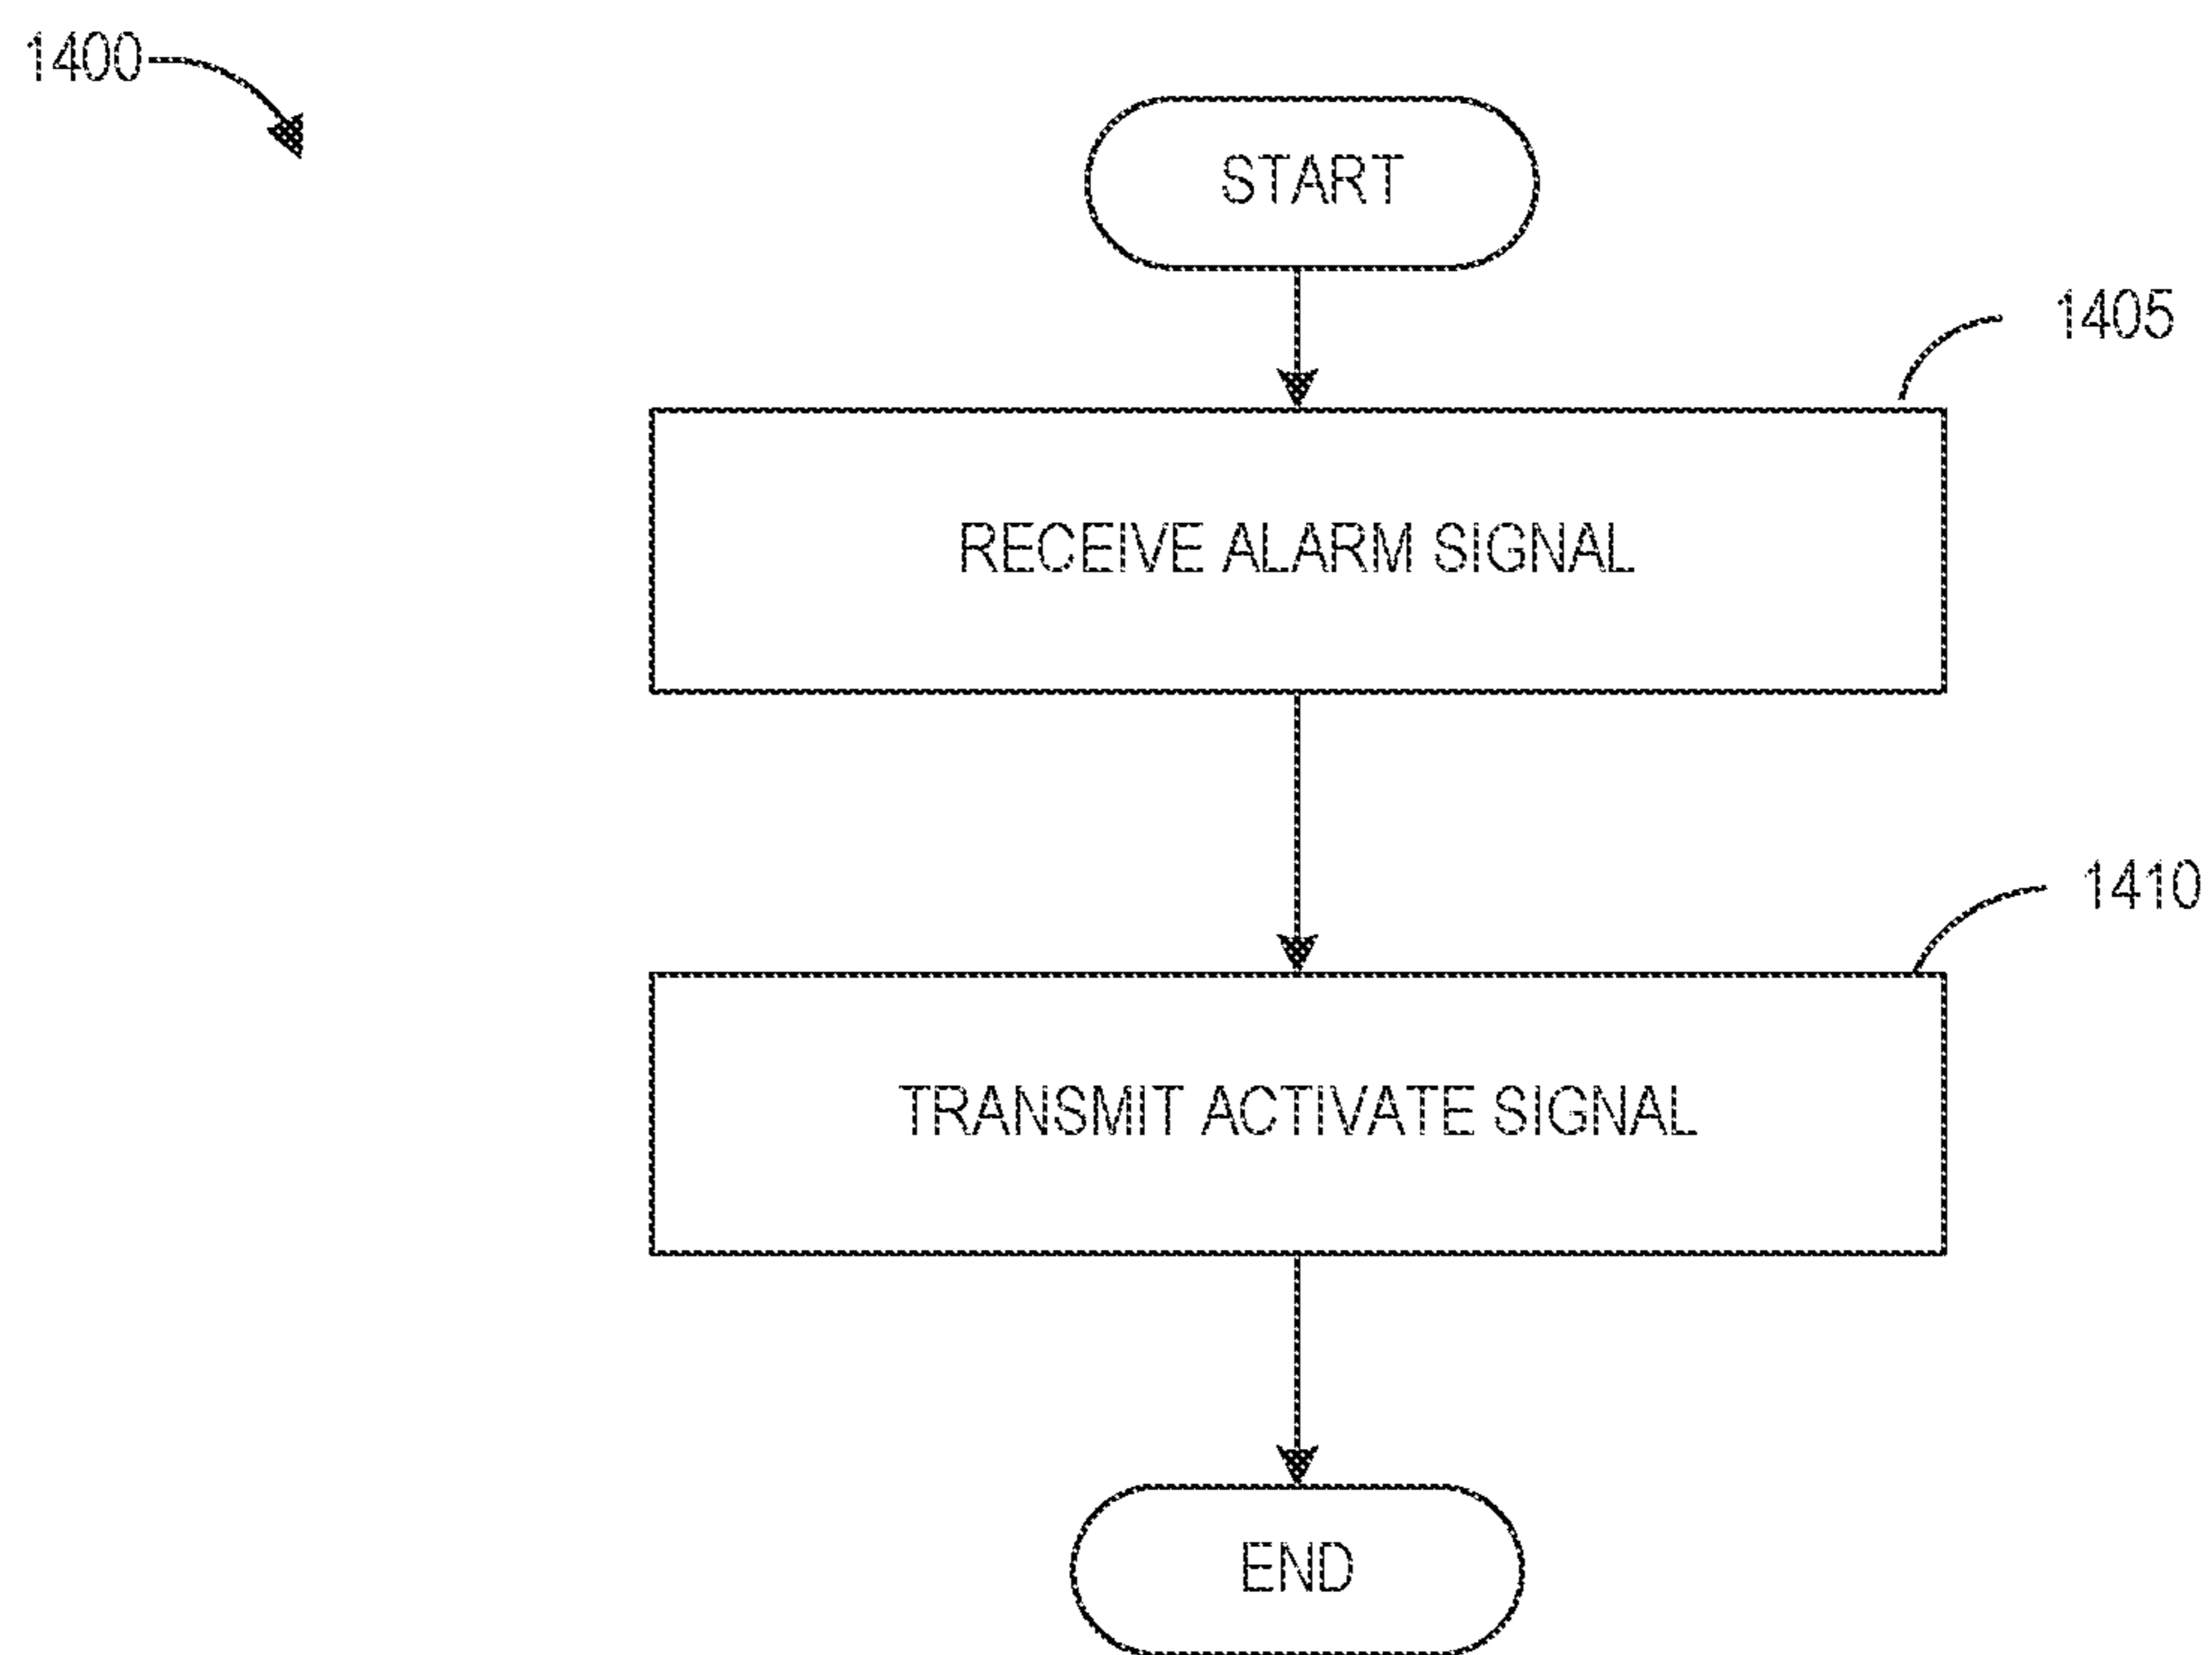 1400
START
1405
RECEIVE ALARM SIGNAL
1410
TRANSMIT ACTIVATE SIGNAL
END